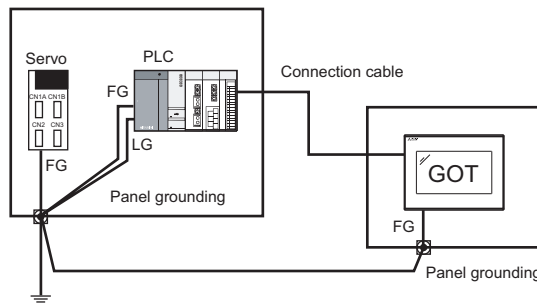 Servo
PLC
CN1A CN1B
CN2 CN3
FG
LG
FG
Connection cable
Panel grounding
GOT
FG
Panel grounding